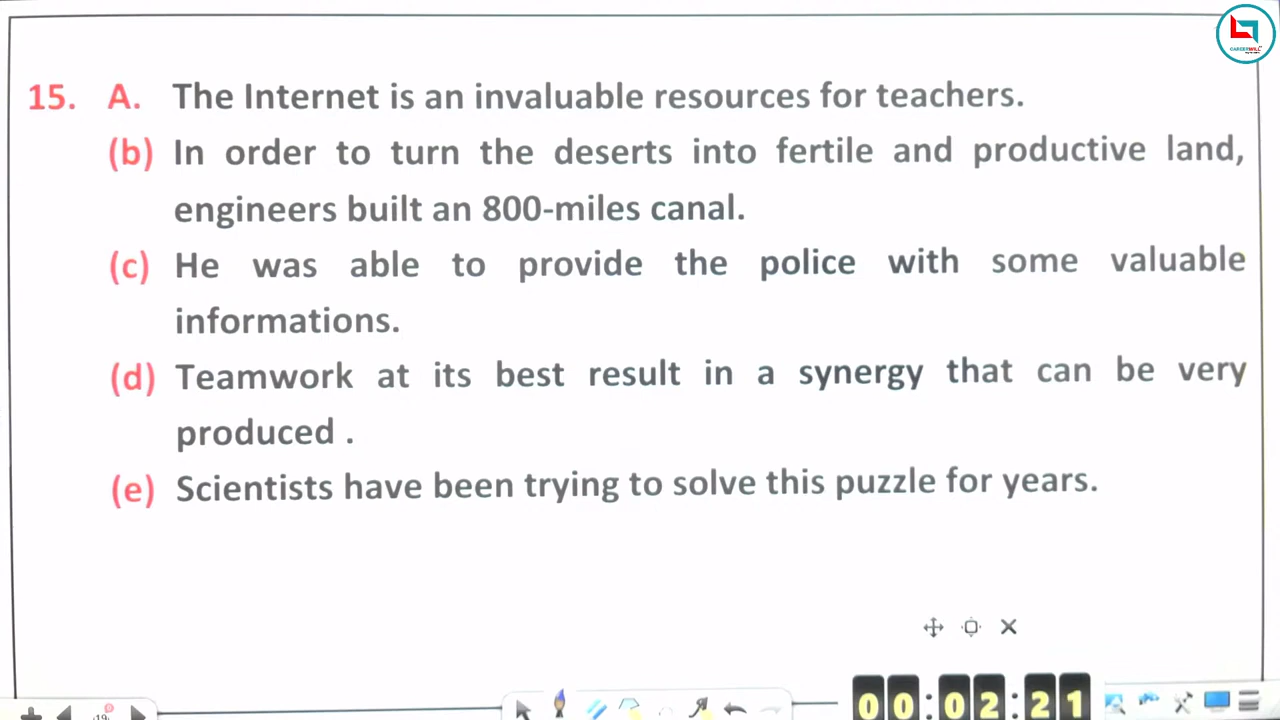 15. A. The Internet is an invaluable resources for teachers.
(b) In order to turn the deserts into fertile and productive land,
engineers built an 800-miles canal.
(c) He was able to provide the police with some valuable
informations.
(d) Teamwork at its best result in a synergy that can be very
produced .
(e) Scientists have been trying to solve this puzzle for years.
00:02:21